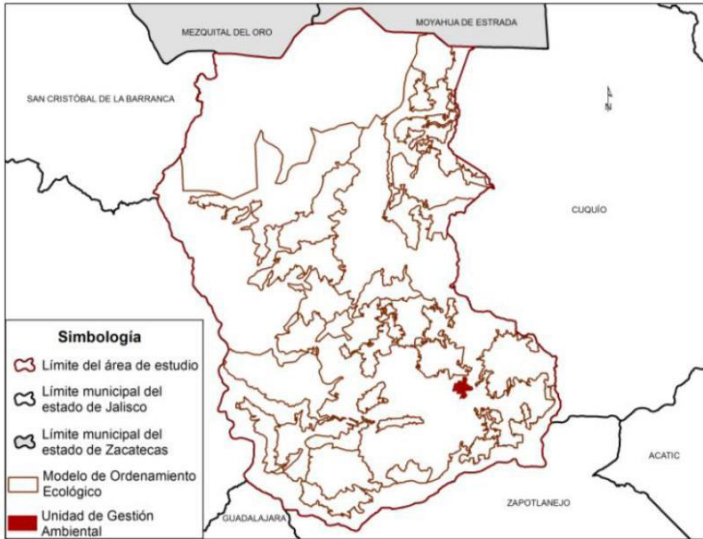 MEZQUITAL DEL ORO
MOYAHUA DE ESTRADA
SAN CRISTÓBAL DE LA BARRANCA
CUQUÍO
Simbología
Límite del área de estudio
Límite municipal del
estado de Jalisco
Límite municipal del
estado de Zacatecas
Modelo de Ordenamiento
Ecológico
Unidad de Gestión
Ambiental
GUADALAJARA
ZAPOTLANEJO
ACATIC